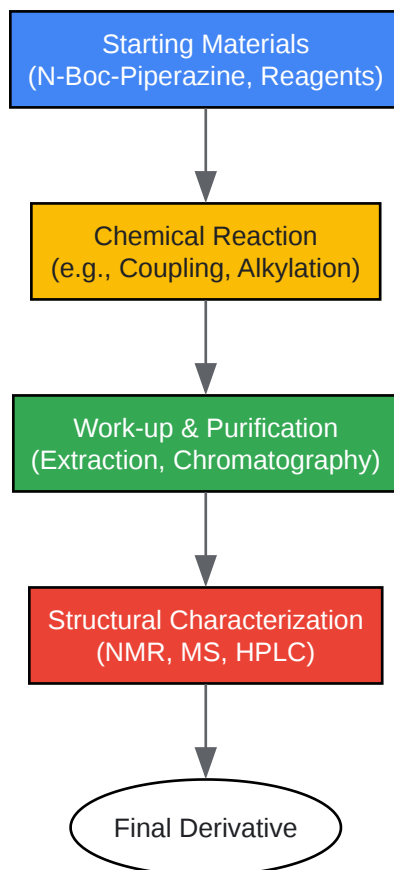 Starting Materials
(N-Boc-Piperazine, Reagents)
Chemical Reaction
(e.g., Coupling, Alkylation)
Work-up & Purification
(Extraction, Chromatography)
Structural Characterization
(NMR, MS, HPLC)
Final Derivative